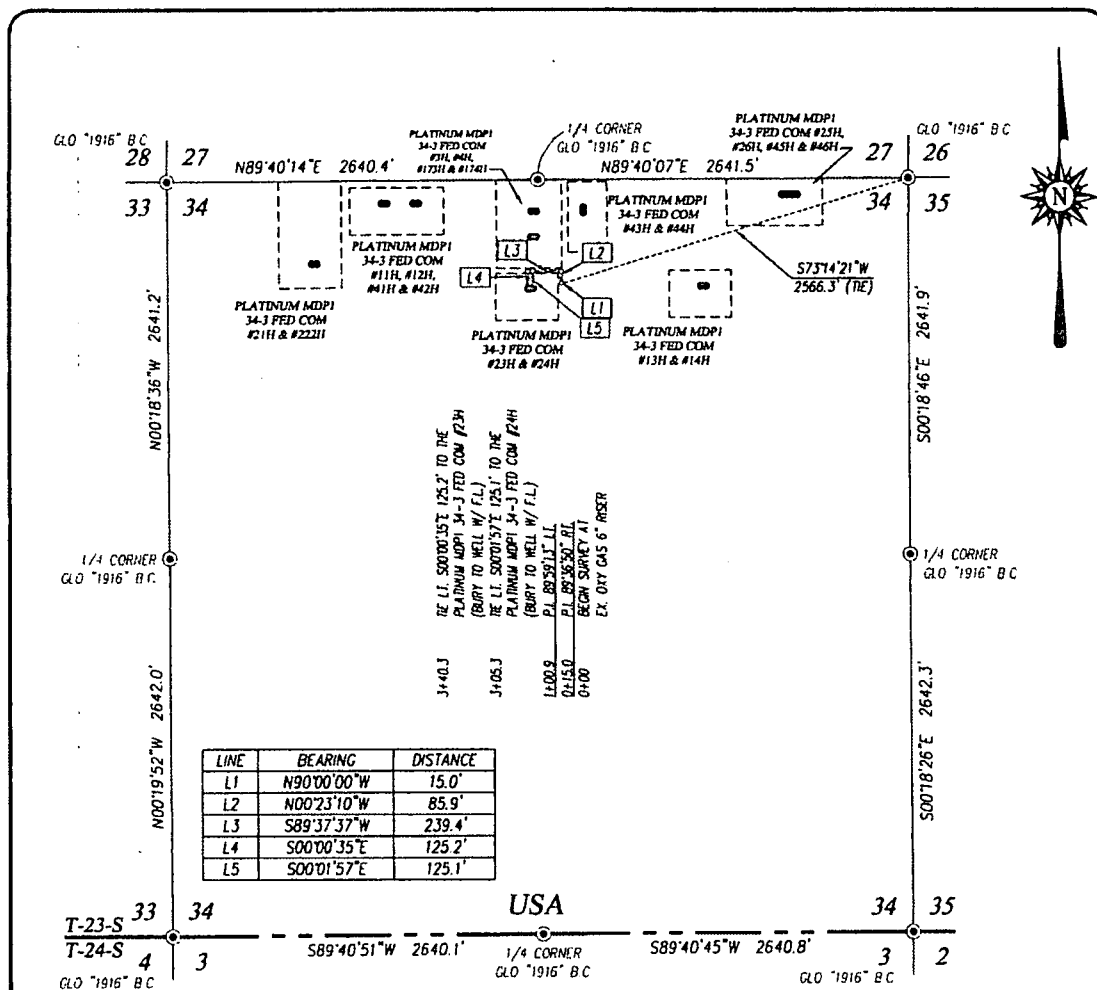 GLO "1916" B C
28 27
33 34
N89°40'14"E 2640.4'
PLATINUM MDP1
34-3 FED COM
#3H, #4H,
#173H & #174H
1/4 CORNER
GLO "1916" B C
N89°40'07"E 2641.5'
PLATINUM MDP1
34-3 FED COM #25H,
#26H, #45H & #46H
GLO "1916" B C
27 26
34 35
N
PLATINUM MDP1
34-3 FED COM
#43H & #44H
PLATINUM MDP1
34-3 FED COM
#11H, #12H,
#41H & #42H
L3
L2
L4
L1
L5
S73°14'21"W
2566.3' (TIE)
PLATINUM MDP1
34-3 FED COM
#21H & #222H
PLATINUM MDP1
34-3 FED COM
#23H & #24H
PLATINUM MDP1
34-3 FED COM
#13H & #14H
N00°18'36"W 2641.2'
S00°18'46"E 2641.9'
3+40.3 TIE LT. S00°00'35"E 125.2' TO THE
PLATINUM MDP1 34-3 FED COM #23H
(BURY TO WELL W/ F.L.)
3+05.3 TIE LT. S00°01'57"E 125.1' TO THE
PLATINUM MDP1 34-3 FED COM #24H
(BURY TO WELL W/ F.L.)
1+00.9 P.I. 89°59'13" LT.
0+15.0 P.I. 89°36'50" RT.
0+00 BEGIN SURVEY AT
EX. OXY GAS 6" RISER
1/4 CORNER
GLO "1916" B C
1/4 CORNER
GLO "1916" B C
N00°19'52"W 2642.0'
S00°18'26"E 2642.3'
LINE BEARING DISTANCE
L1 N90°00'00"W 15.0'
L2 N00°23'10"W 85.9'
L3 S89°37'37"W 239.4'
L4 S00°00'35"E 125.2'
L5 S00°01'57"E 125.1'
USA
T-23-S 33 34
T-24-S 4 3
GLO "1916" B C
S89°40'51"W 2640.1'
1/4 CORNER
GLO "1916" B C
S89°40'45"W 2640.8'
34 35
3 2
GLO "1916" B C